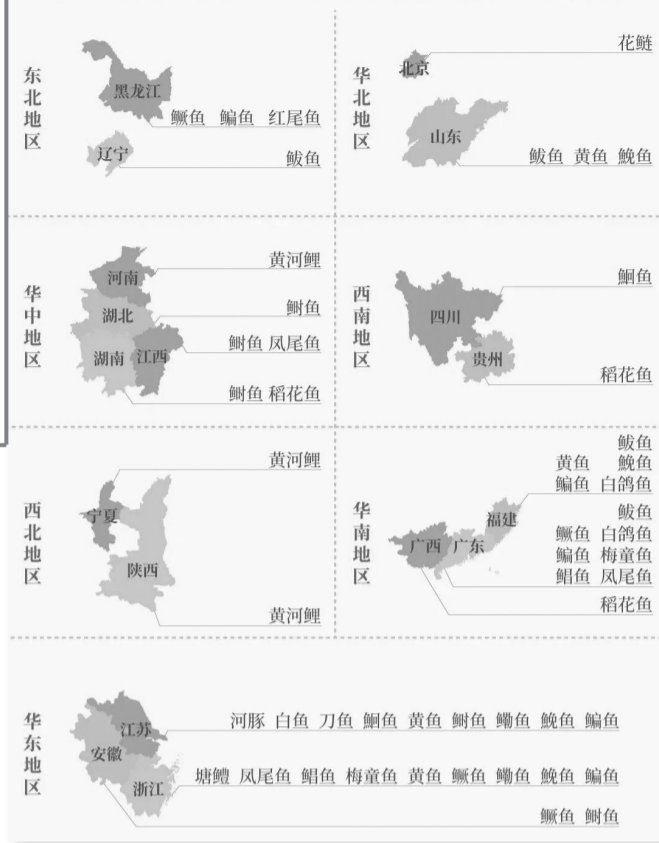 东北地区
黑龙江
鳜鱼 鳊鱼 红尾鱼
辽宁
鲅鱼
华北地区
花鲢
北京
山东
鲅鱼 黄鱼 鮸鱼
华中地区
黄河鲤
河南
湖北
鲥鱼
湖南 江西
鲥鱼 凤尾鱼
鲥鱼 稻花鱼
西南地区
鮰鱼
四川
贵州
稻花鱼
西北地区
黄河鲤
宁夏
陕西
黄河鲤
华南地区
鲅鱼
黄鱼 鮸鱼
鳊鱼 白鸽鱼
福建
广西 广东
鲅鱼
鳜鱼 白鸽鱼
鳊鱼 梅童鱼
鲳鱼 凤尾鱼
稻花鱼
华东地区
江苏
河豚 白鱼 刀鱼 鮰鱼 黄鱼 鲥鱼 鳓鱼 鮸鱼 鳊鱼
安徽
浙江
塘鳢 凤尾鱼 鲳鱼 梅童鱼 黄鱼 鳜鱼 鳓鱼 鮸鱼 鳊鱼
鳜鱼 鲥鱼